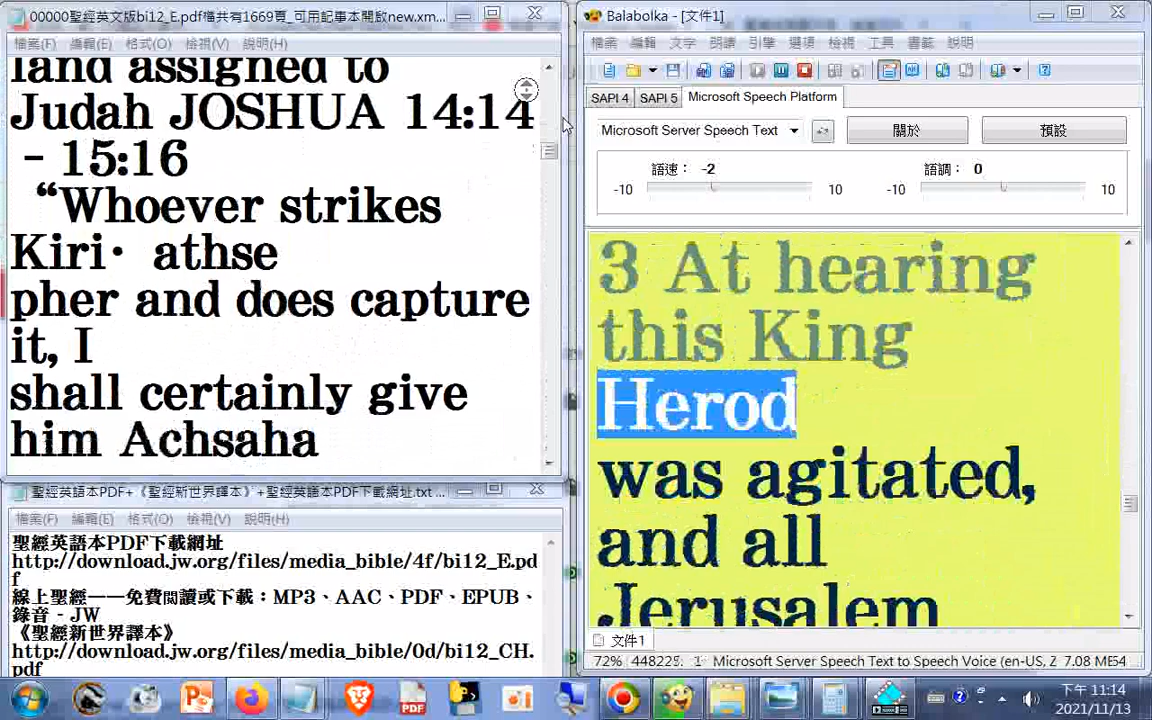 00000聖經英文版bi12_E.pdf檔共有1669頁_可用記事本開啟new.xm...
檔案(F) 編輯(E) 格式(O) 檢視(V) 說明(H)
land assigned to
Judah JOSHUA 14:14
- 15:16
“Whoever strikes
Kiri· athse
pher and does capture
it, I
shall certainly give
him Achsaha
聖經英語本PDF+《聖經新世界譯本》+聖經英語本PDF下載網址.txt ...
檔案(F) 編輯(E) 格式(O) 檢視(V) 說明(H)
聖經英語本PDF下載網址
http://download.jw.org/files/media_bible/4f/bi12_E.pd
f
線上聖經——免費閱讀或下載：MP3、AAC、PDF、EPUB、
錄音 - JW
《聖經新世界譯本》
http://download.jw.org/files/media_bible/0d/bi12_CH.
pdf
Balabolka - [文件1]
檔案 編輯 文字 朗讀 引擎 選項 檢視 工具 書籤 說明
SAPI 4 SAPI 5 Microsoft Speech Platform
Microsoft Server Speech Text 關於 預設
語速： -2 語調： 0
-10 10 -10 10
3 At hearing
this King
Herod
was agitated,
and all
Jerusalem
文件1
72% 448225: 1 Microsoft Server Speech Text to Speech Voice (en-US, Z 7.08 ME54
PDF
下午 11:14
2021/11/13